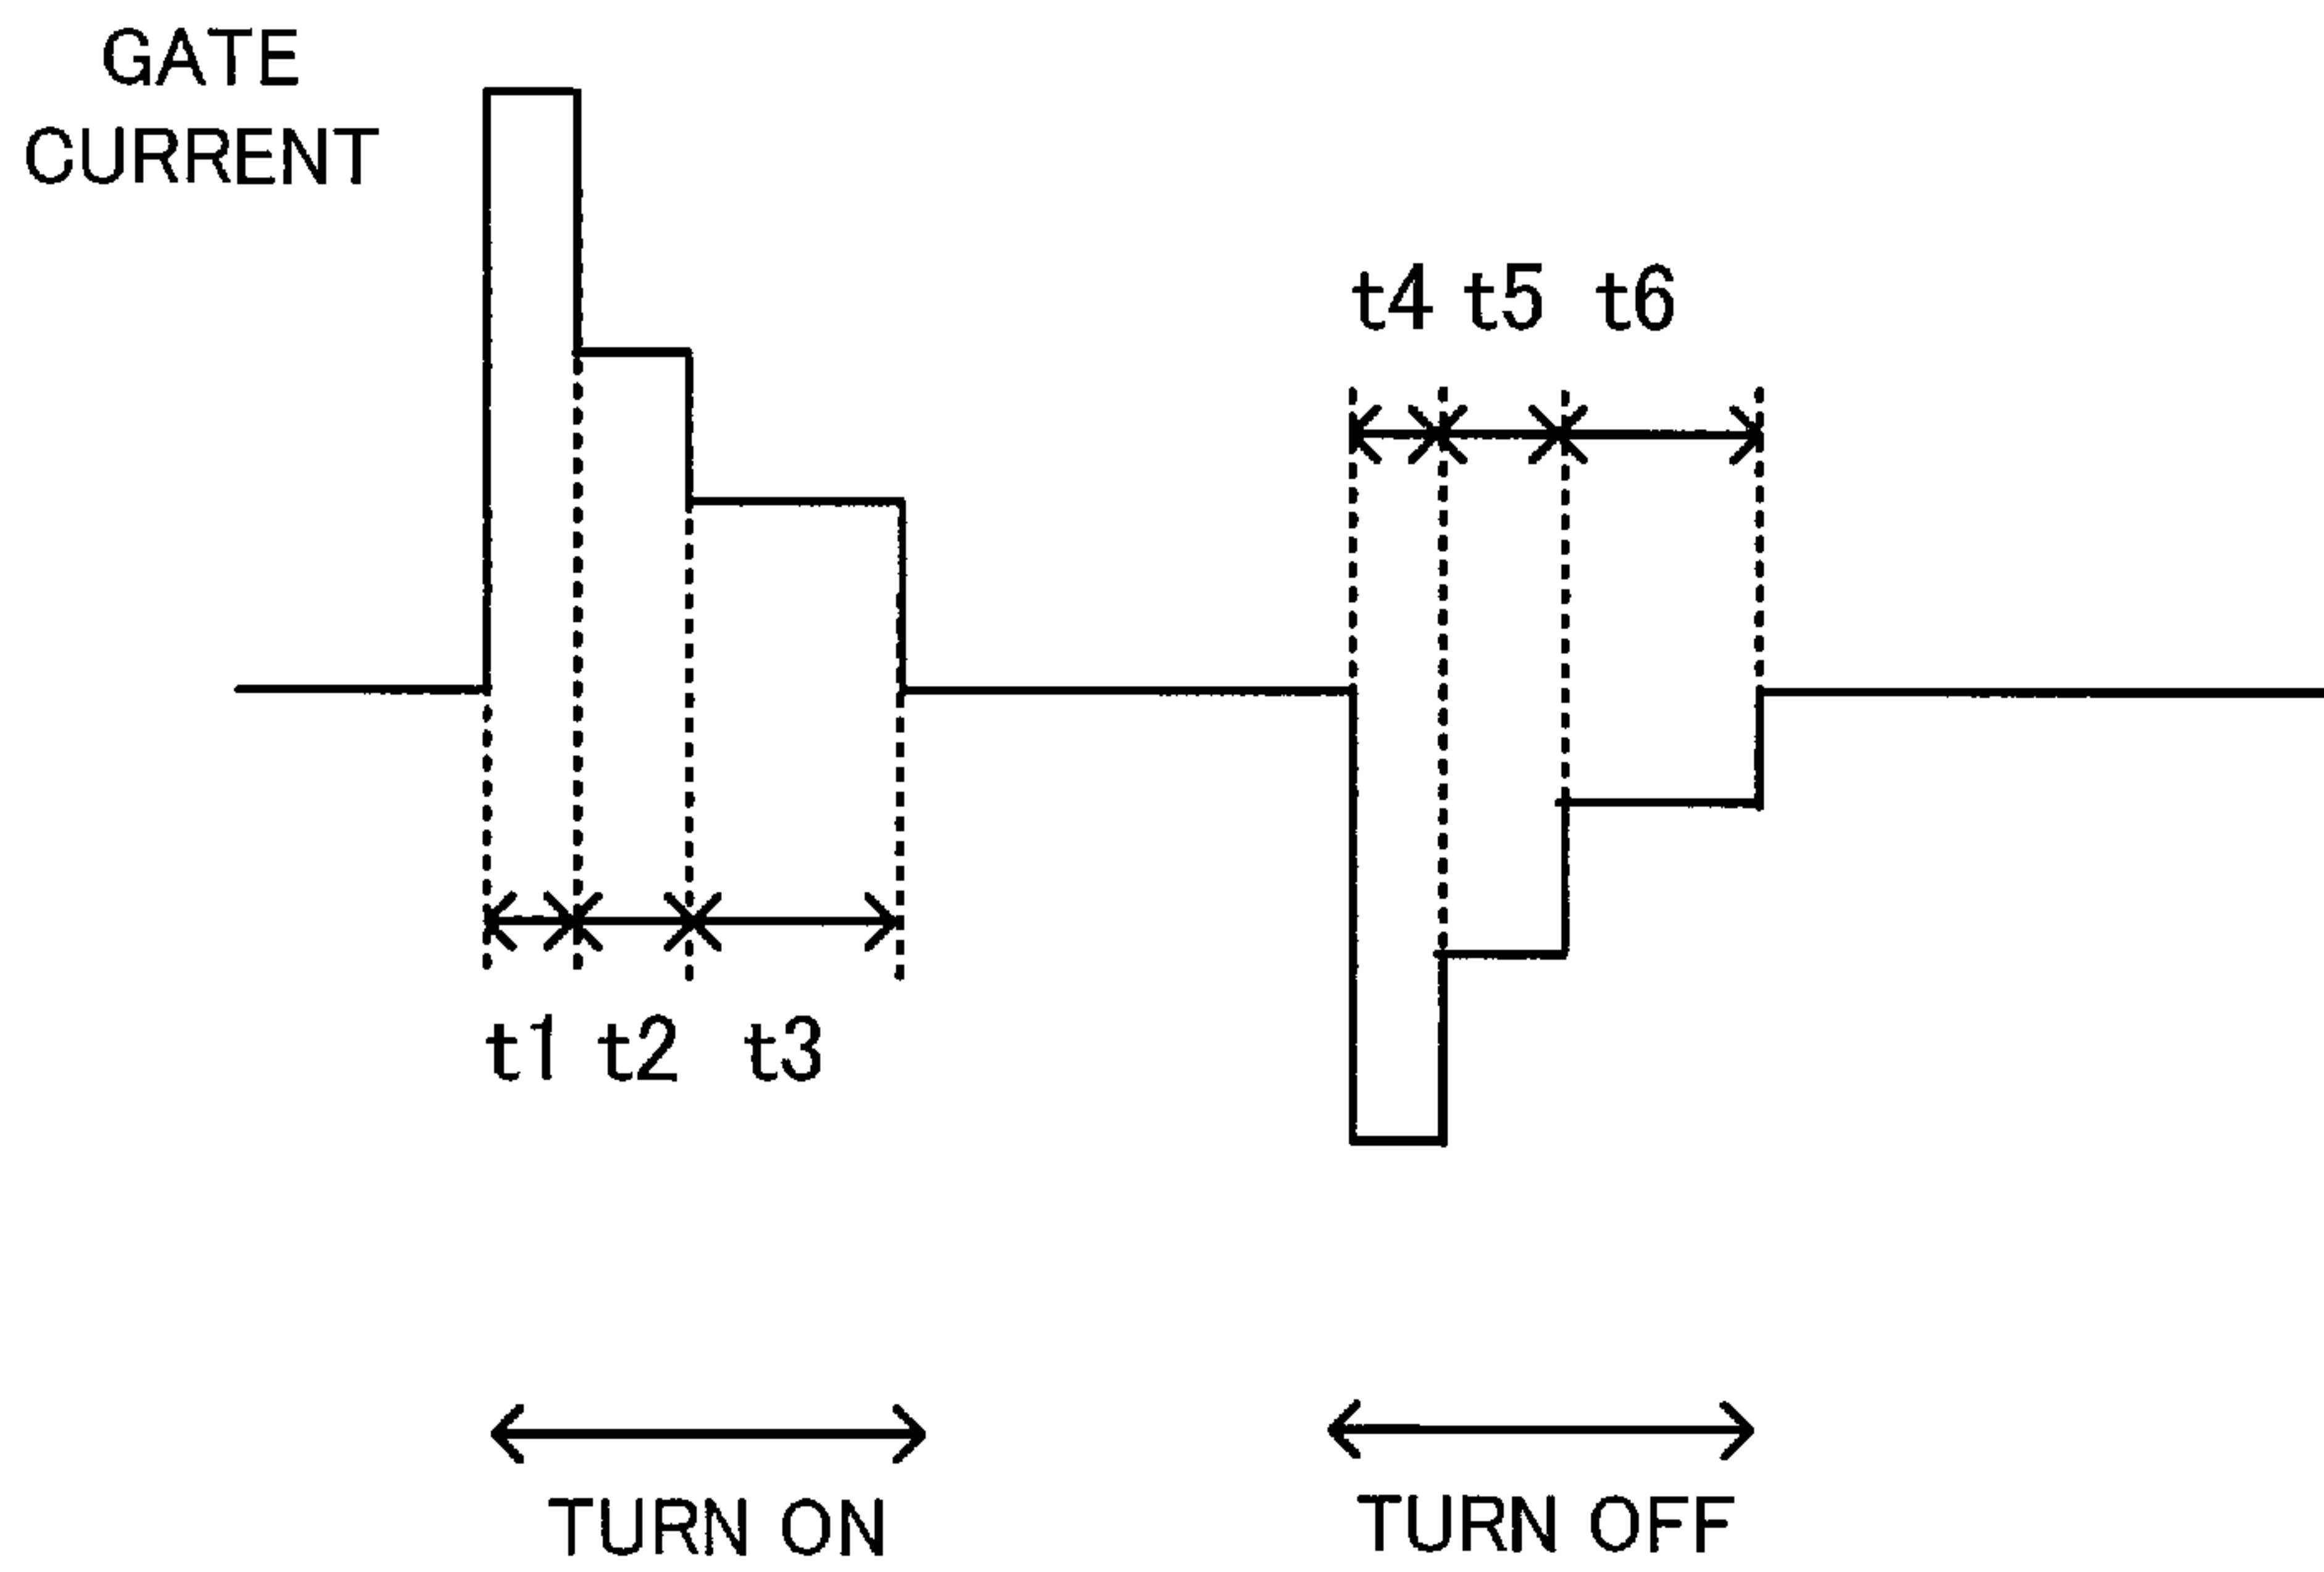 GATE
CURRENT
t4 t5 t6
t1 t2 t3
TURN ON TURN OFF